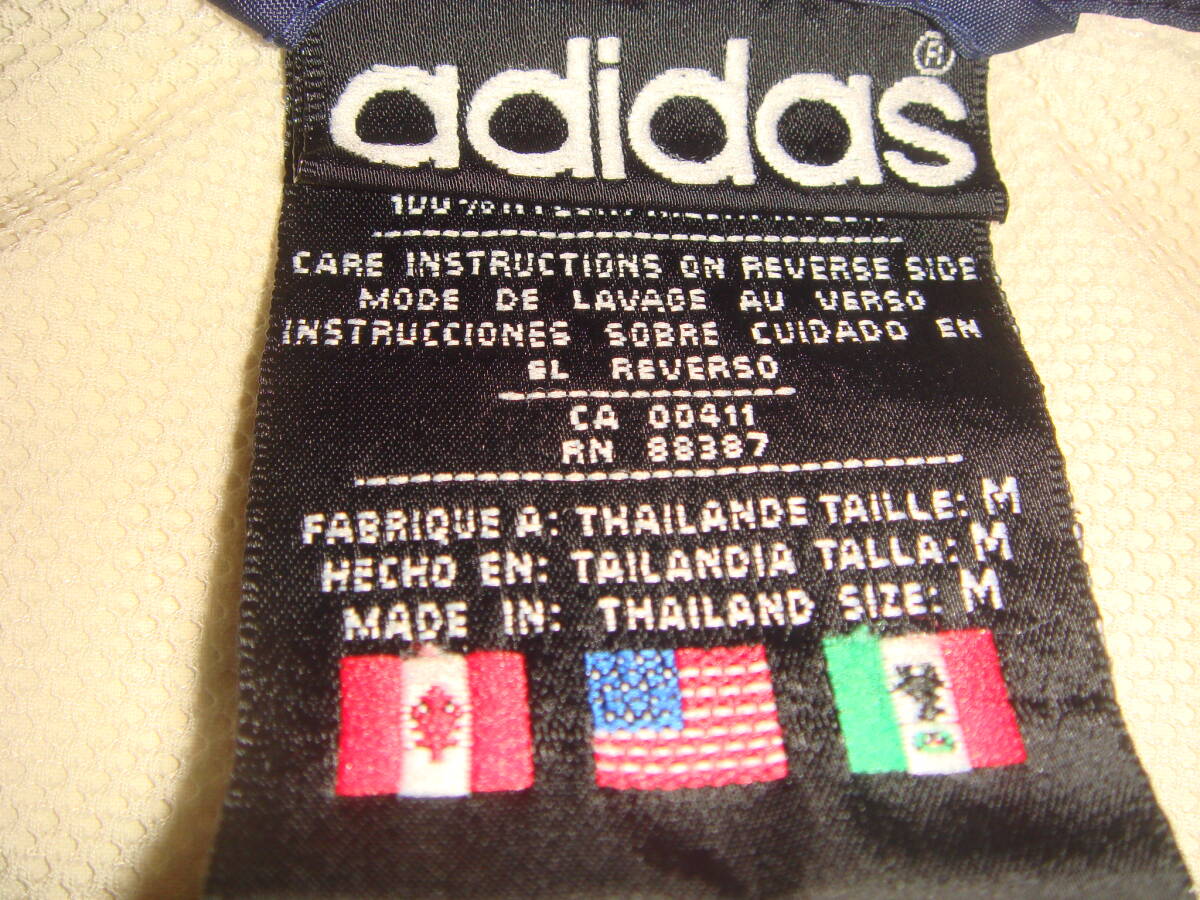 adidas®
CARE INSTRUCTIONS ON REVERSE SIDE
MODE DE LAVAGE AU VERSO
INSTRUCCIONES SOBRE CUIDADO EN
EL REVERSO
CA 00411
RN 88387
FABRIQUE A: THAILANDE TAILLE: M
HECHO EN: TAILANDIA TALLA: M
MADE IN: THAILAND SIZE: M